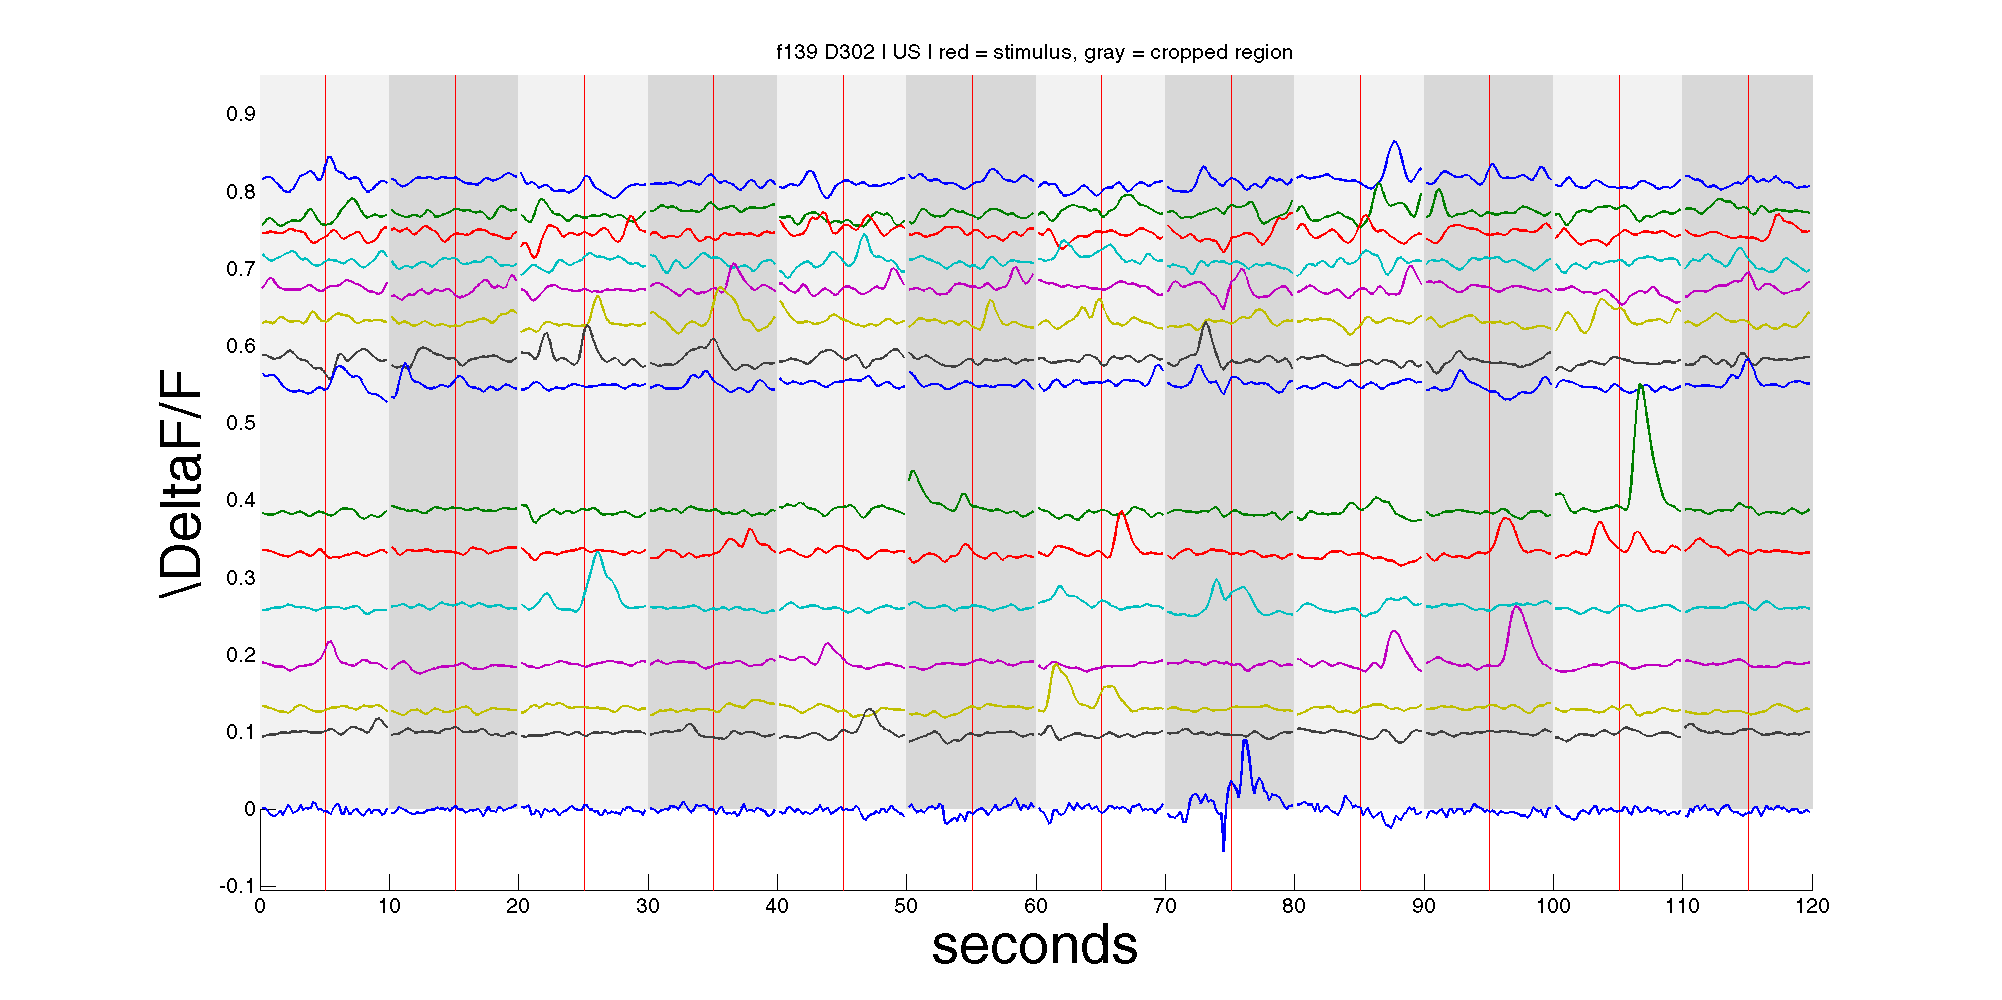 f139 D302 | US | red = stimulus, gray = cropped region
0.9
0.8
0.7
0.6
0.5
0.4
0.3
0.2
0.1
0
-0.1
\DeltaF/F
0 10 20 30 40 50 60 70 80 90 100 110 120
seconds